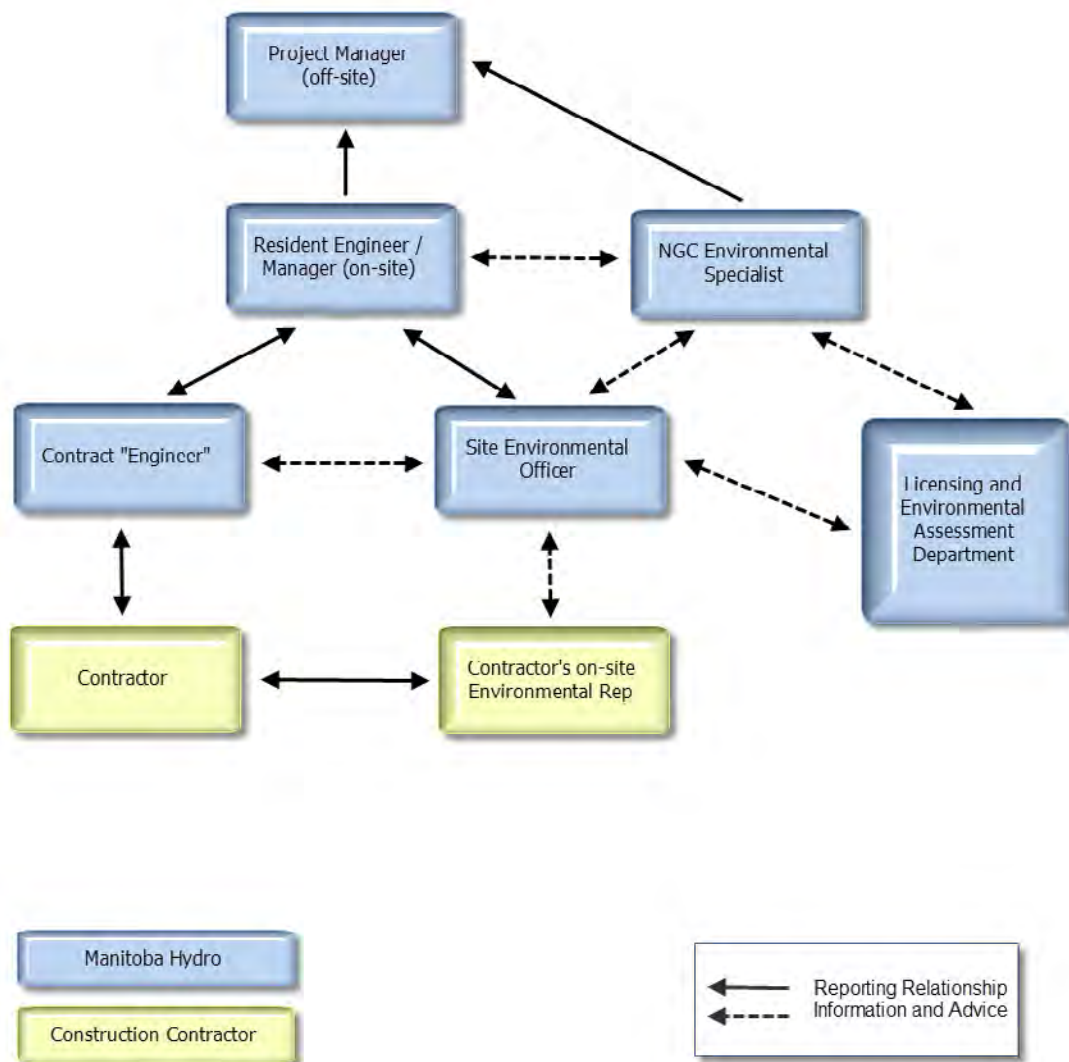 Project Manager
(off-site)
Resident Engineer /
Manager (on-site)
NGC Environmental
Specialist
Contract "Engineer"
Site Environmental
Officer
Licensing and
Environmental
Assessment
Department
Contractor
Contractor's on-site
Environmental Rep
Manitoba Hydro
Construction Contractor
Reporting Relationship
Information and Advice